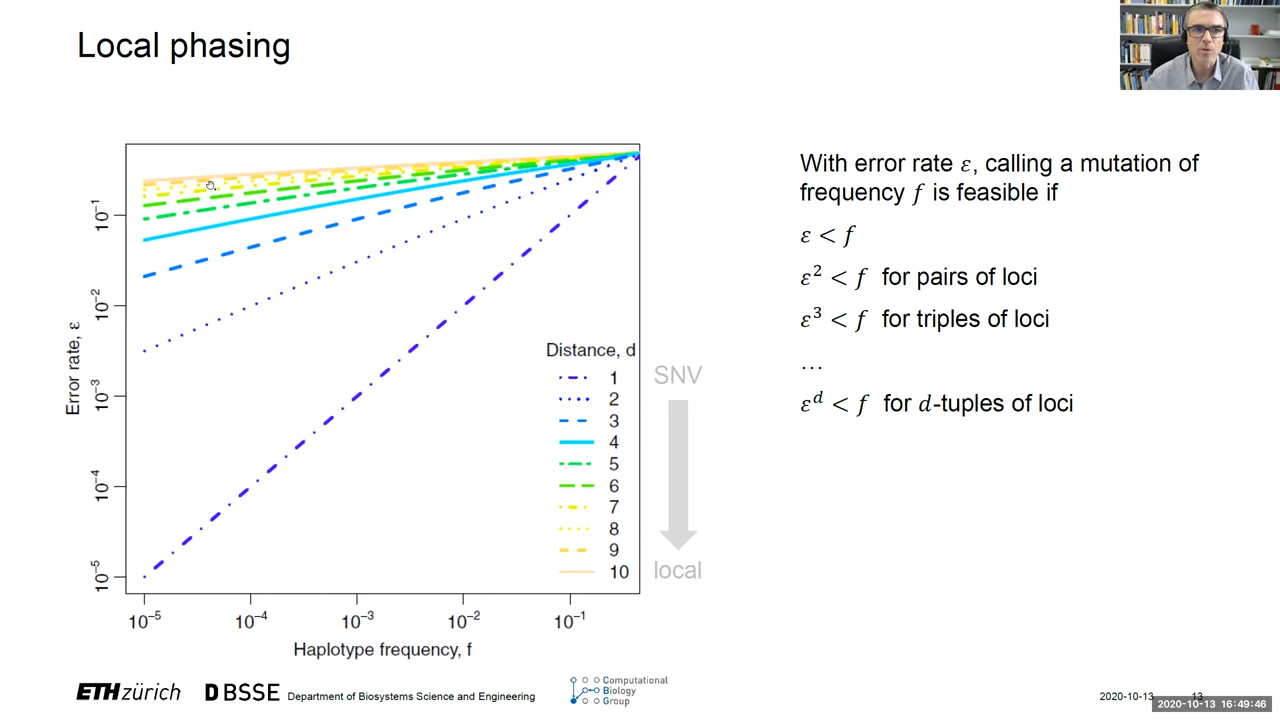 Local phasing
With error rate ε, calling a mutation of
frequency f is feasible if
ε < f
ε² < f for pairs of loci
ε³ < f for triples of loci
…
εᵈ < f for d-tuples of loci
Error rate, ε
10⁻¹
10⁻²
10⁻³
10⁻⁴
10⁻⁵
Distance, d
1
2
3
4
5
6
7
8
9
10
SNV
local
10⁻⁵ 10⁻⁴ 10⁻³ 10⁻² 10⁻¹
Haplotype frequency, f
ETH zürich D BSSE Department of Biosystems Science and Engineering
Computational
Biology
Group
2020-10-13 13
2020-10-13 16:49:46